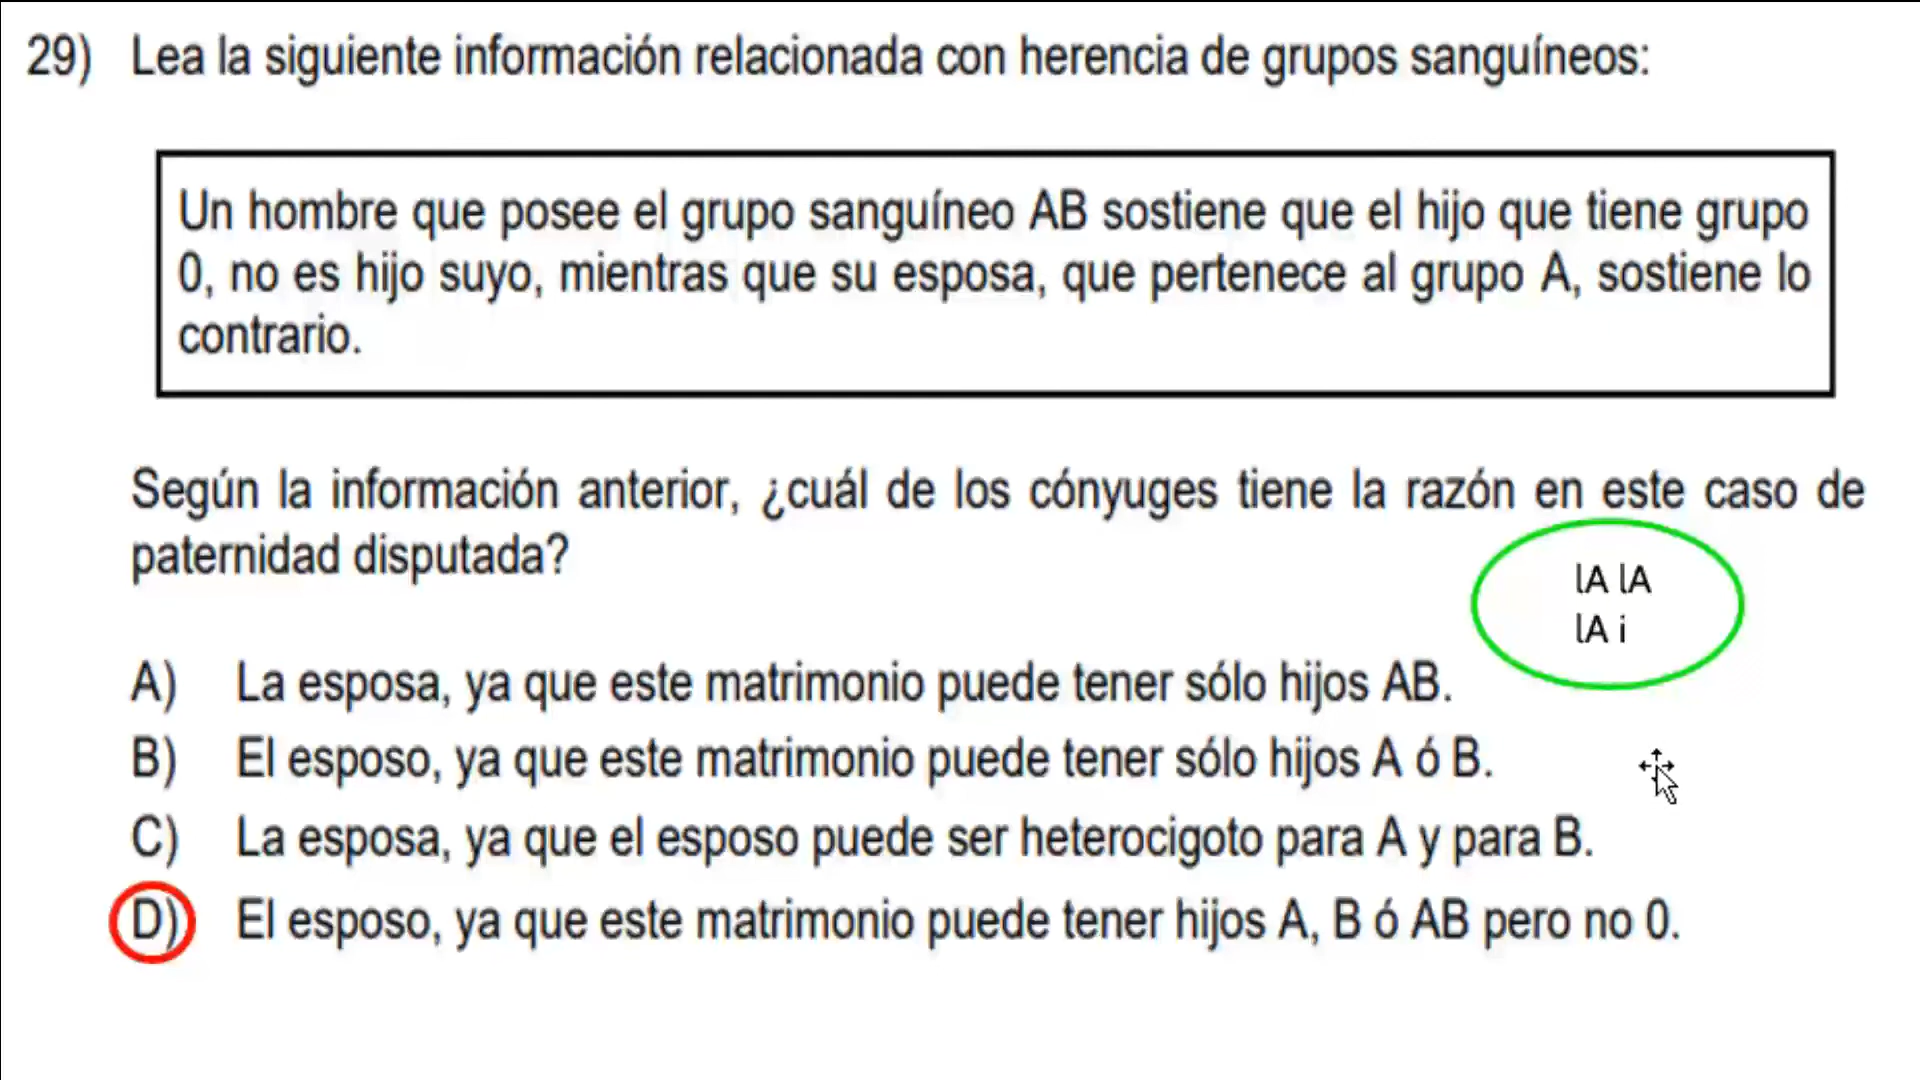 29) Lea la siguiente información relacionada con herencia de grupos sanguíneos:
Un hombre que posee el grupo sanguíneo AB sostiene que el hijo que tiene grupo
0, no es hijo suyo, mientras que su esposa, que pertenece al grupo A, sostiene lo
contrario.
Según la información anterior, ¿cuál de los cónyuges tiene la razón en este caso de
paternidad disputada?
lA lA
lA i
A) La esposa, ya que este matrimonio puede tener sólo hijos AB.
B) El esposo, ya que este matrimonio puede tener sólo hijos A ó B.
C) La esposa, ya que el esposo puede ser heterocigoto para A y para B.
D) El esposo, ya que este matrimonio puede tener hijos A, B ó AB pero no 0.